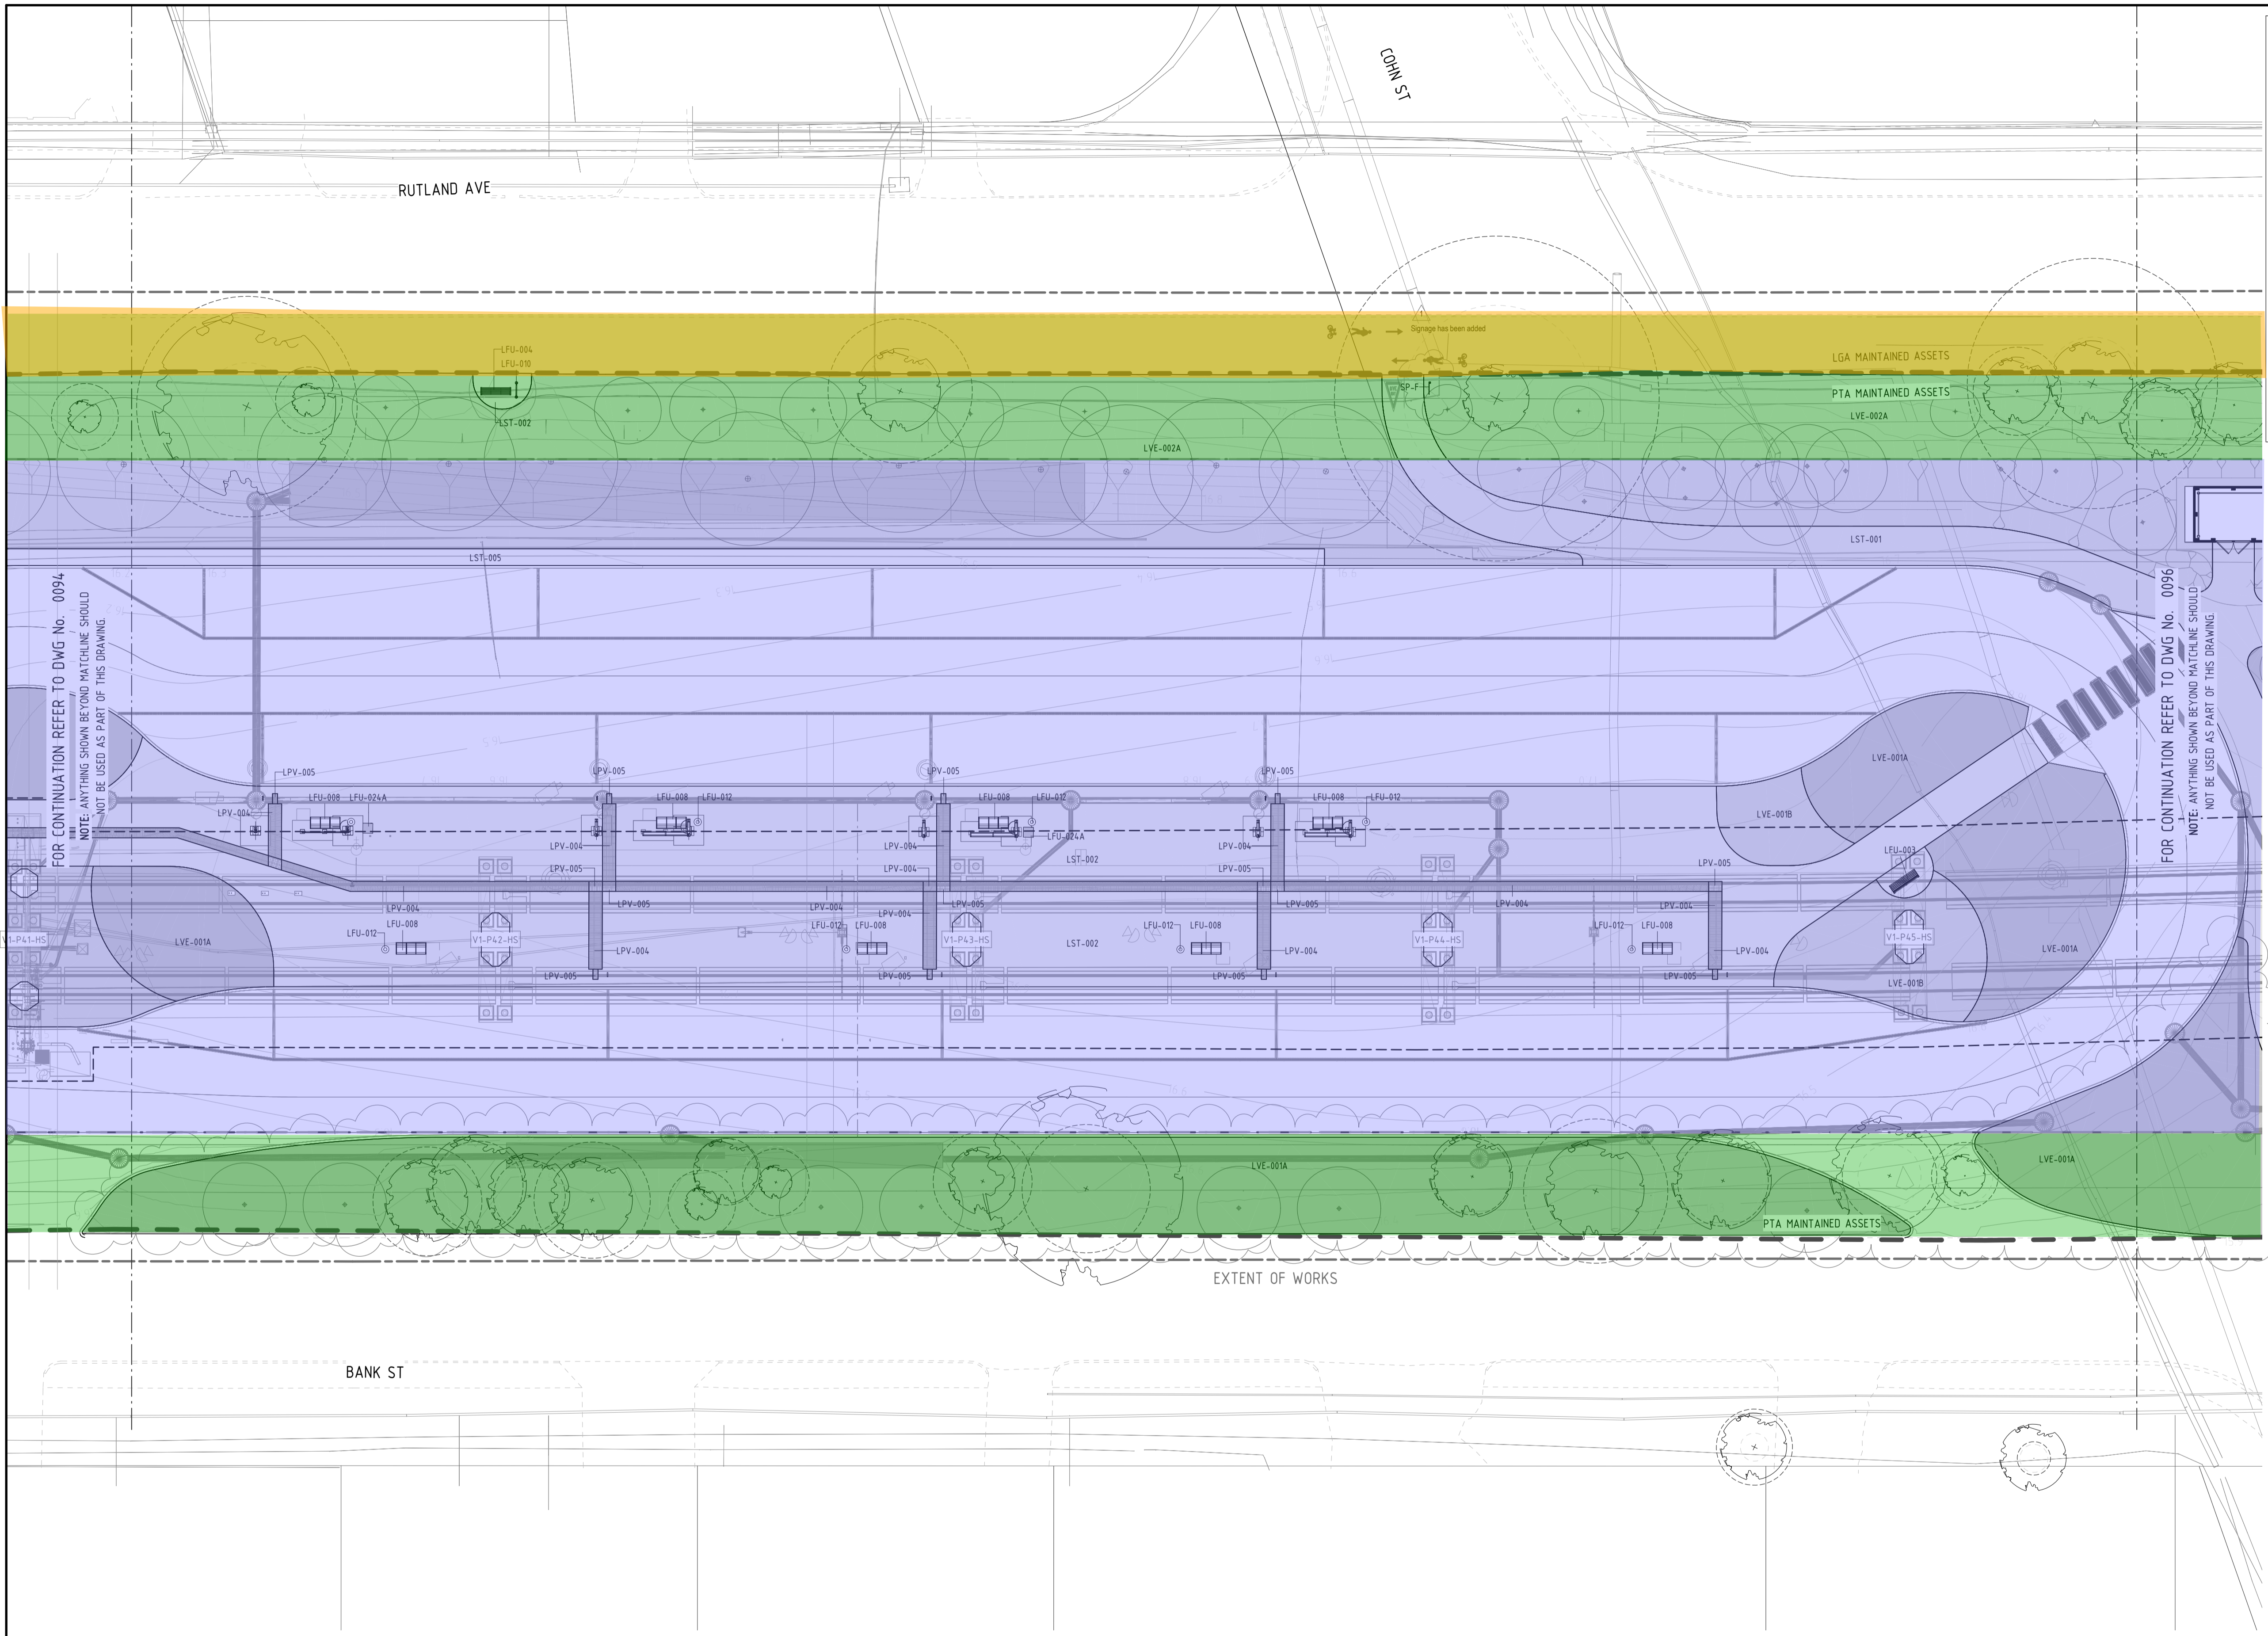 COHN ST
RUTLAND AVE
Signage has been added
LFU-004
LFU-010
LGA MAINTAINED ASSETS
SP-F
PTA MAINTAINED ASSETS
LVE-002A
LST-002
LVE-002A
LST-005
LST-001
FOR CONTINUATION REFER TO DWG No. 0094
NOTE: ANYTHING SHOWN BEYOND MATCHLINE SHOULD
NOT BE USED AS PART OF THIS DRAWING.
FOR CONTINUATION REFER TO DWG No. 0096
NOTE: ANYTHING SHOWN BEYOND MATCHLINE SHOULD
NOT BE USED AS PART OF THIS DRAWING.
LVE-001A
LPV-005
LPV-005
LPV-005
LPV-005
LFU-008
LFU-024A
LFU-008
LFU-012
LFU-008
LFU-012
LFU-008
LFU-012
LPV-004
LVE-001B
LFU-024A
LPV-004
LPV-004
LPV-004
LFU-003
LST-002
LPV-005
LPV-004
LPV-005
LPV-005
LPV-004
LPV-005
LPV-005
LPV-005
LPV-004
LPV-004
LPV-004
LPV-004
LPV-004
LFU-008
LFU-012
LFU-012
LFU-008
LFU-012
LFU-008
LFU-012
LFU-008
V1-P41-HS
LVE-001A
V1-P42-HS
V1-P43-HS
LST-002
V1-P44-HS
V1-P45-HS
LVE-001A
LPV-004
LPV-004
LPV-004
LPV-005
LPV-005
LPV-005
LPV-005
LVE-001B
LVE-001A
LVE-001A
PTA MAINTAINED ASSETS
EXTENT OF WORKS
BANK ST